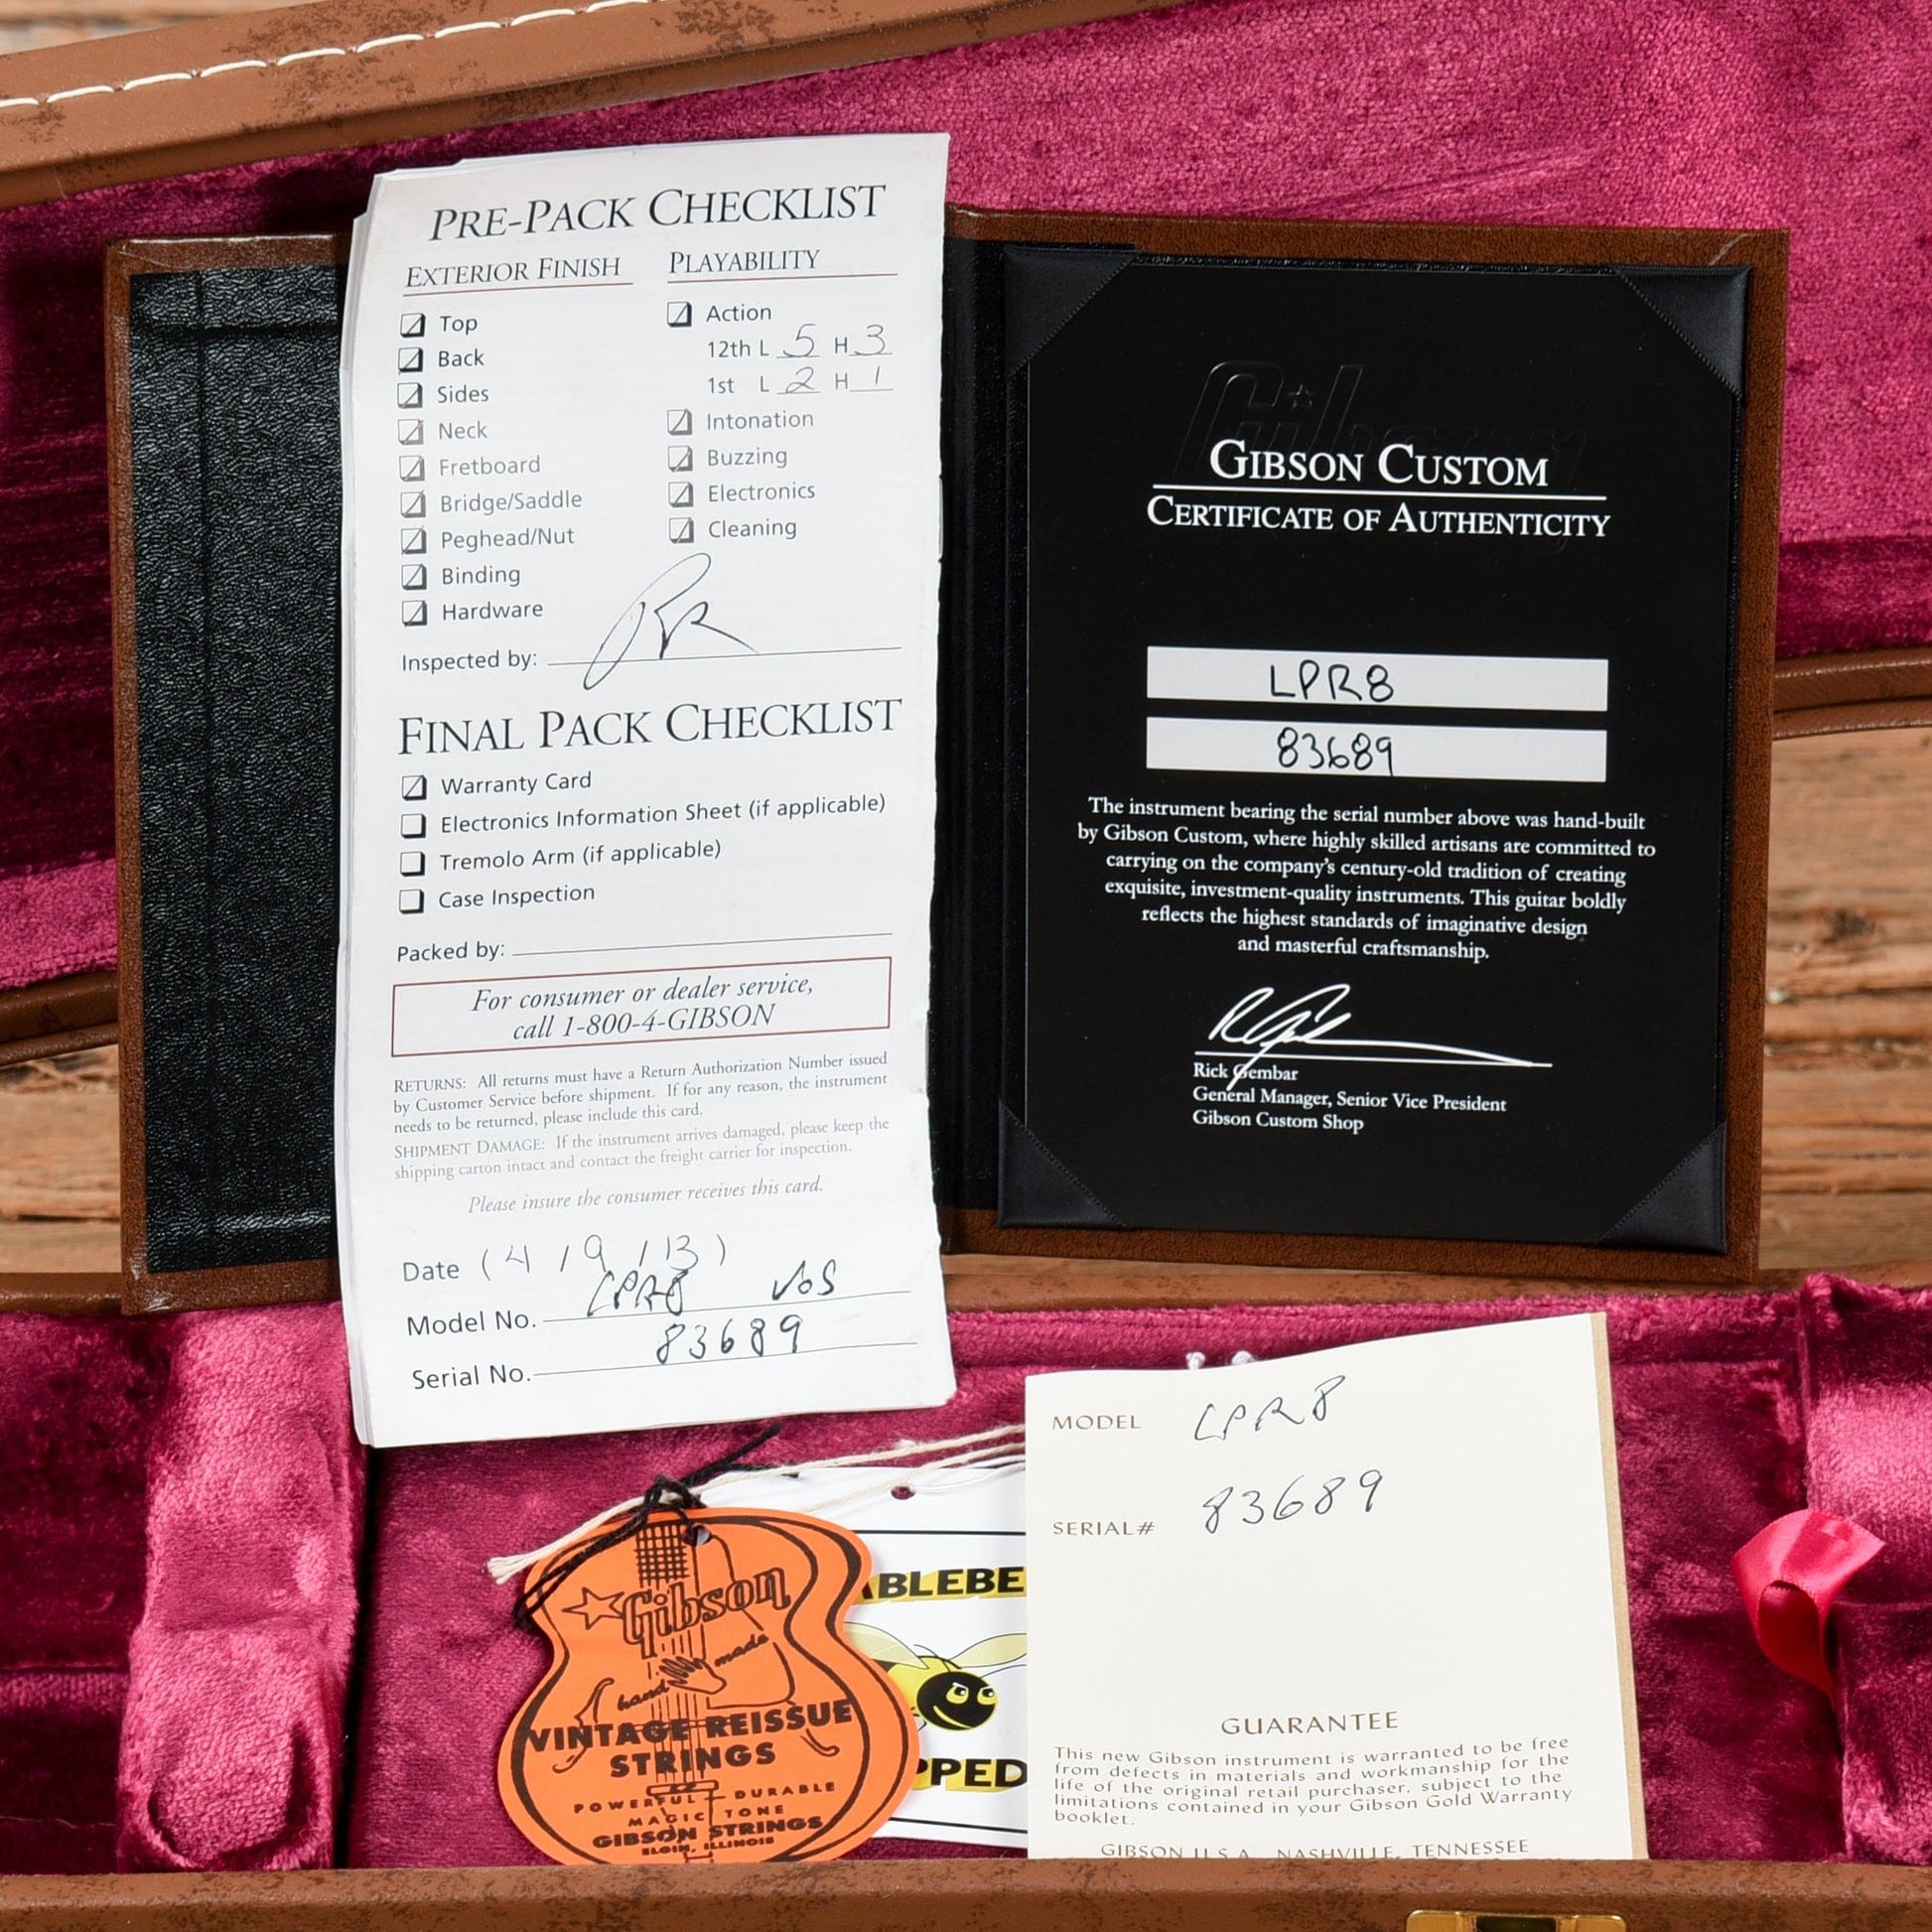 PRE-PACK CHECKLIST
EXTERIOR FINISH
Top
Back
Sides
Neck
Fretboard
Bridge/Saddle
Peghead/Nut
Binding
Hardware
PLAYABILITY
Action
12th L 5 H 3
1st L 2 H 1
Intonation
Buzzing
Electronics
Cleaning
Inspected by:
FINAL PACK CHECKLIST
Warranty Card
Electronics Information Sheet (if applicable)
Tremolo Arm (if applicable)
Case Inspection
Packed by:
For consumer or dealer service,
call 1-800-4-GIBSON
RETURNS: All returns must have a Return Authorization Number issued
by Customer Service before shipment. If for any reason, the instrument
needs to be returned, please include this card.
SHIPMENT DAMAGE: If the instrument arrives damaged, please keep the
shipping carton intact and contact the freight carrier for inspection.
Please insure the consumer receives this card.
Date (4/9/13)
Model No. LPR8 VOS
Serial No. 83689
Gibson
GIBSON CUSTOM
CERTIFICATE OF AUTHENTICITY
LPR8
83689
The instrument bearing the serial number above was hand-built
by Gibson Custom, where highly skilled artisans are committed to
carrying on the company's century-old tradition of creating
exquisite, investment-quality instruments. This guitar boldly
reflects the highest standards of imaginative design
and masterful craftsmanship.
Rick Gembar
General Manager, Senior Vice President
Gibson Custom Shop
Gibson
hand made
VINTAGE REISSUE
STRINGS
POWERFUL - DURABLE
MAGIC TONE
GIBSON STRINGS
ELGIN, ILLINOIS
BLEBE
PPED
MODEL LPR8
SERIAL# 83689
GUARANTEE
This new Gibson instrument is warranted to be free
from defects in materials and workmanship for the
life of the original retail purchaser, subject to the
limitations contained in your Gibson Gold Warranty
booklet.
GIBSON U.S.A. NASHVILLE, TENNESSEE